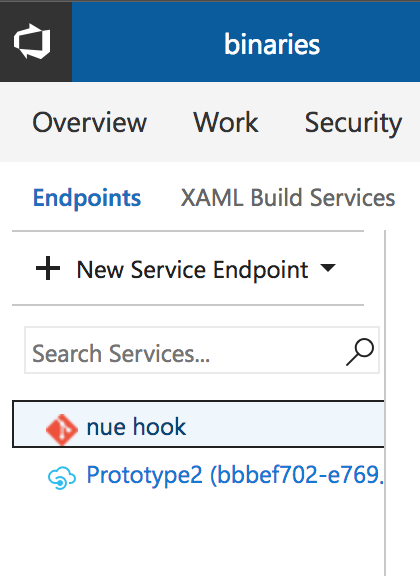 binaries
Overview Work Security
Endpoints XAML Build Services
New Service Endpoint
Search Services...
nue hook
Prototype2 (bbbef702-e769.